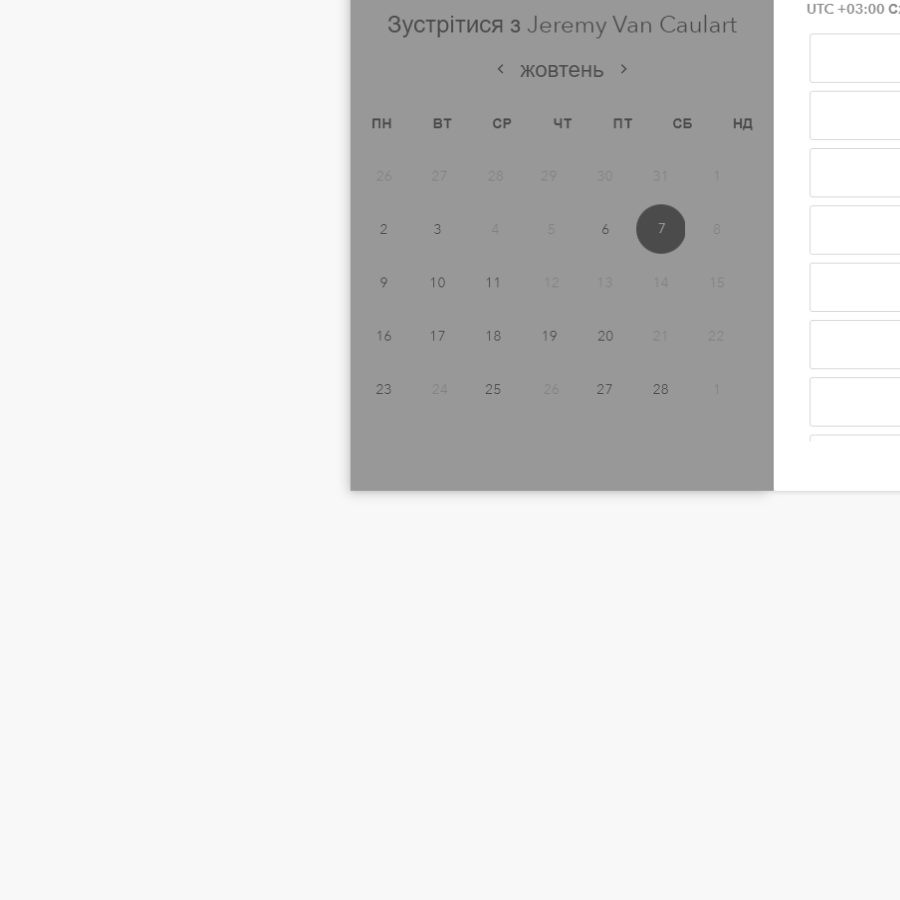 Зустрітися з Jeremy Van Caulart
жовтень
ПН ВТ СР ЧТ ПТ СБ НД
26 27 28 29 30 31 1
2 3 4 5 6 7 8
9 10 11 12 13 14 15
16 17 18 19 20 21 22
23 24 25 26 27 28 1
UTC +03:00